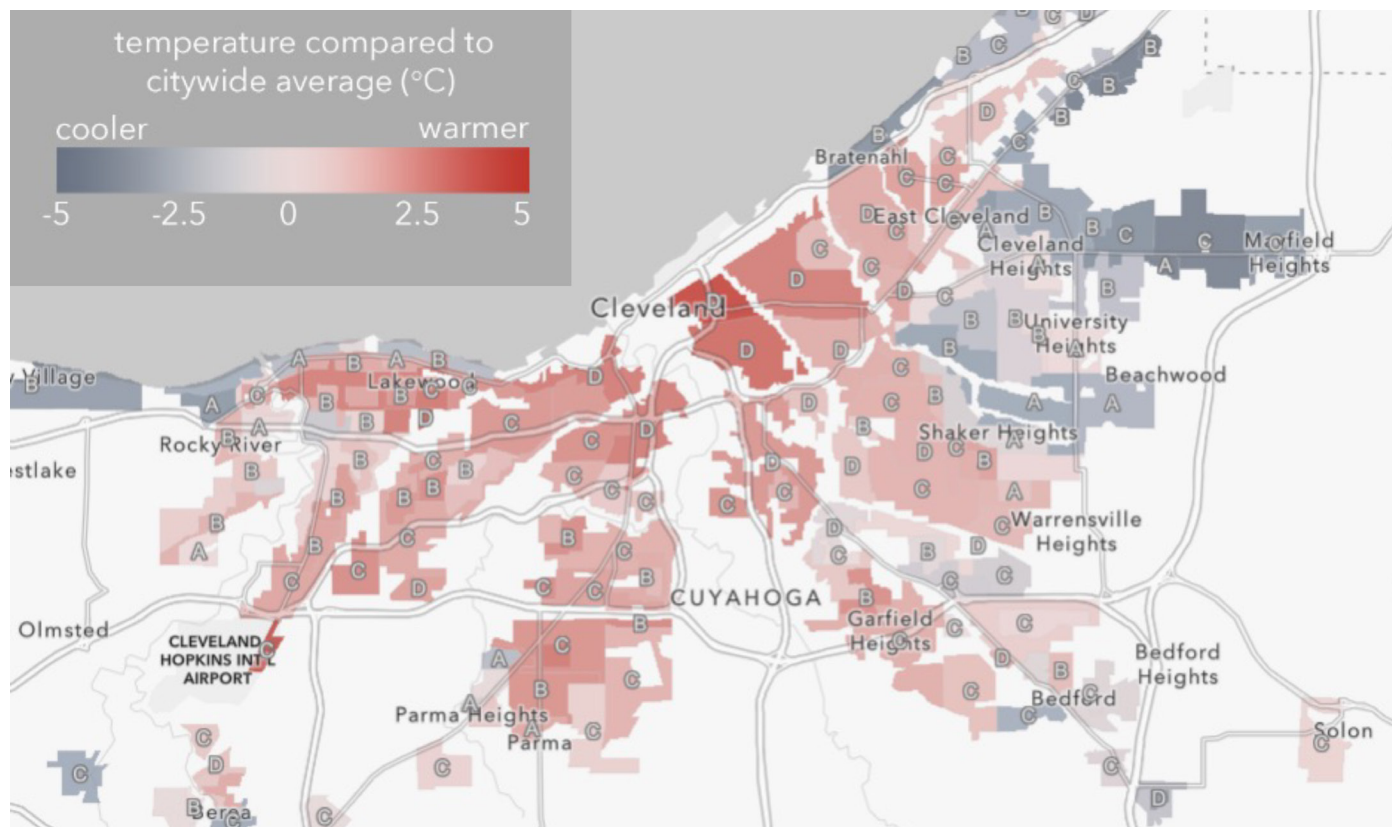 temperature compared to
citywide average (°C)
cooler
warmer
-5
-2.5
0
2.5
5
B
C
D
B
C
B
B
C
B
D
B
B
C
Bratenahl
C
C
C
D
East Cleveland
C
C
A
B
B
C
C
C
Mayfield
Heights
Cleveland
Heights
C
A
A
C
D
D
C
B
Cleveland
D
B
B
University
Heights
B
A
D
D
B
A
B
A
B
C
Lakewood
B
C
C
D
C
Beachwood
y Village
B
A
C
B
B
C
D
C
B
A
A
Rocky River
B
A
B
D
C
C
D
B
Shaker Heights
D
C
B
A
estlake
B
B
C
B
C
D
D
B
B
B
C
C
C
C
C
A
B
A
B
C
B
C
D
C
B
D
C
Warrensville
Heights
C
C
D
C
C
B
C
C
C
CUYAHOGA
B
Garfield
Heights
C
Olmsted
CLEVELAND
HOPKINS INT'L
AIRPORT
C
A
C
B
C
C
D
B
Bedford
Heights
B
C
C
C
Bedford
C
A
Parma Heights
A
Parma
C
C
D
C
C
C
Solon
C
D
B
Berea
C
C
D